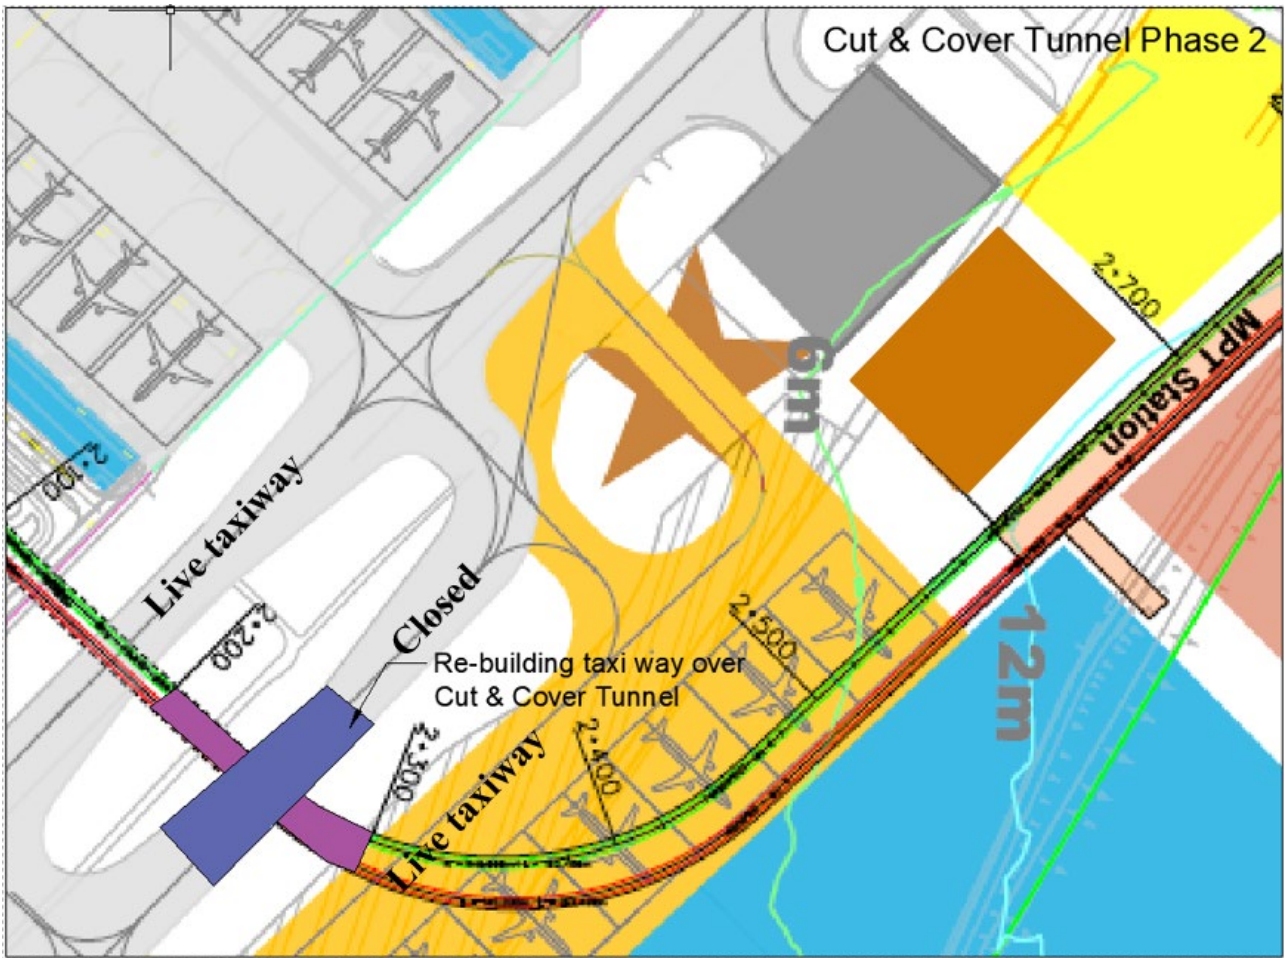 Cut & Cover Tunnel Phase 2
2+700
MPT Station
6m
2+100
Live taxiway
2+200
Closed
Re-building taxi way over
Cut & Cover Tunnel
2+500
12m
2+300
2+400
Live taxiway